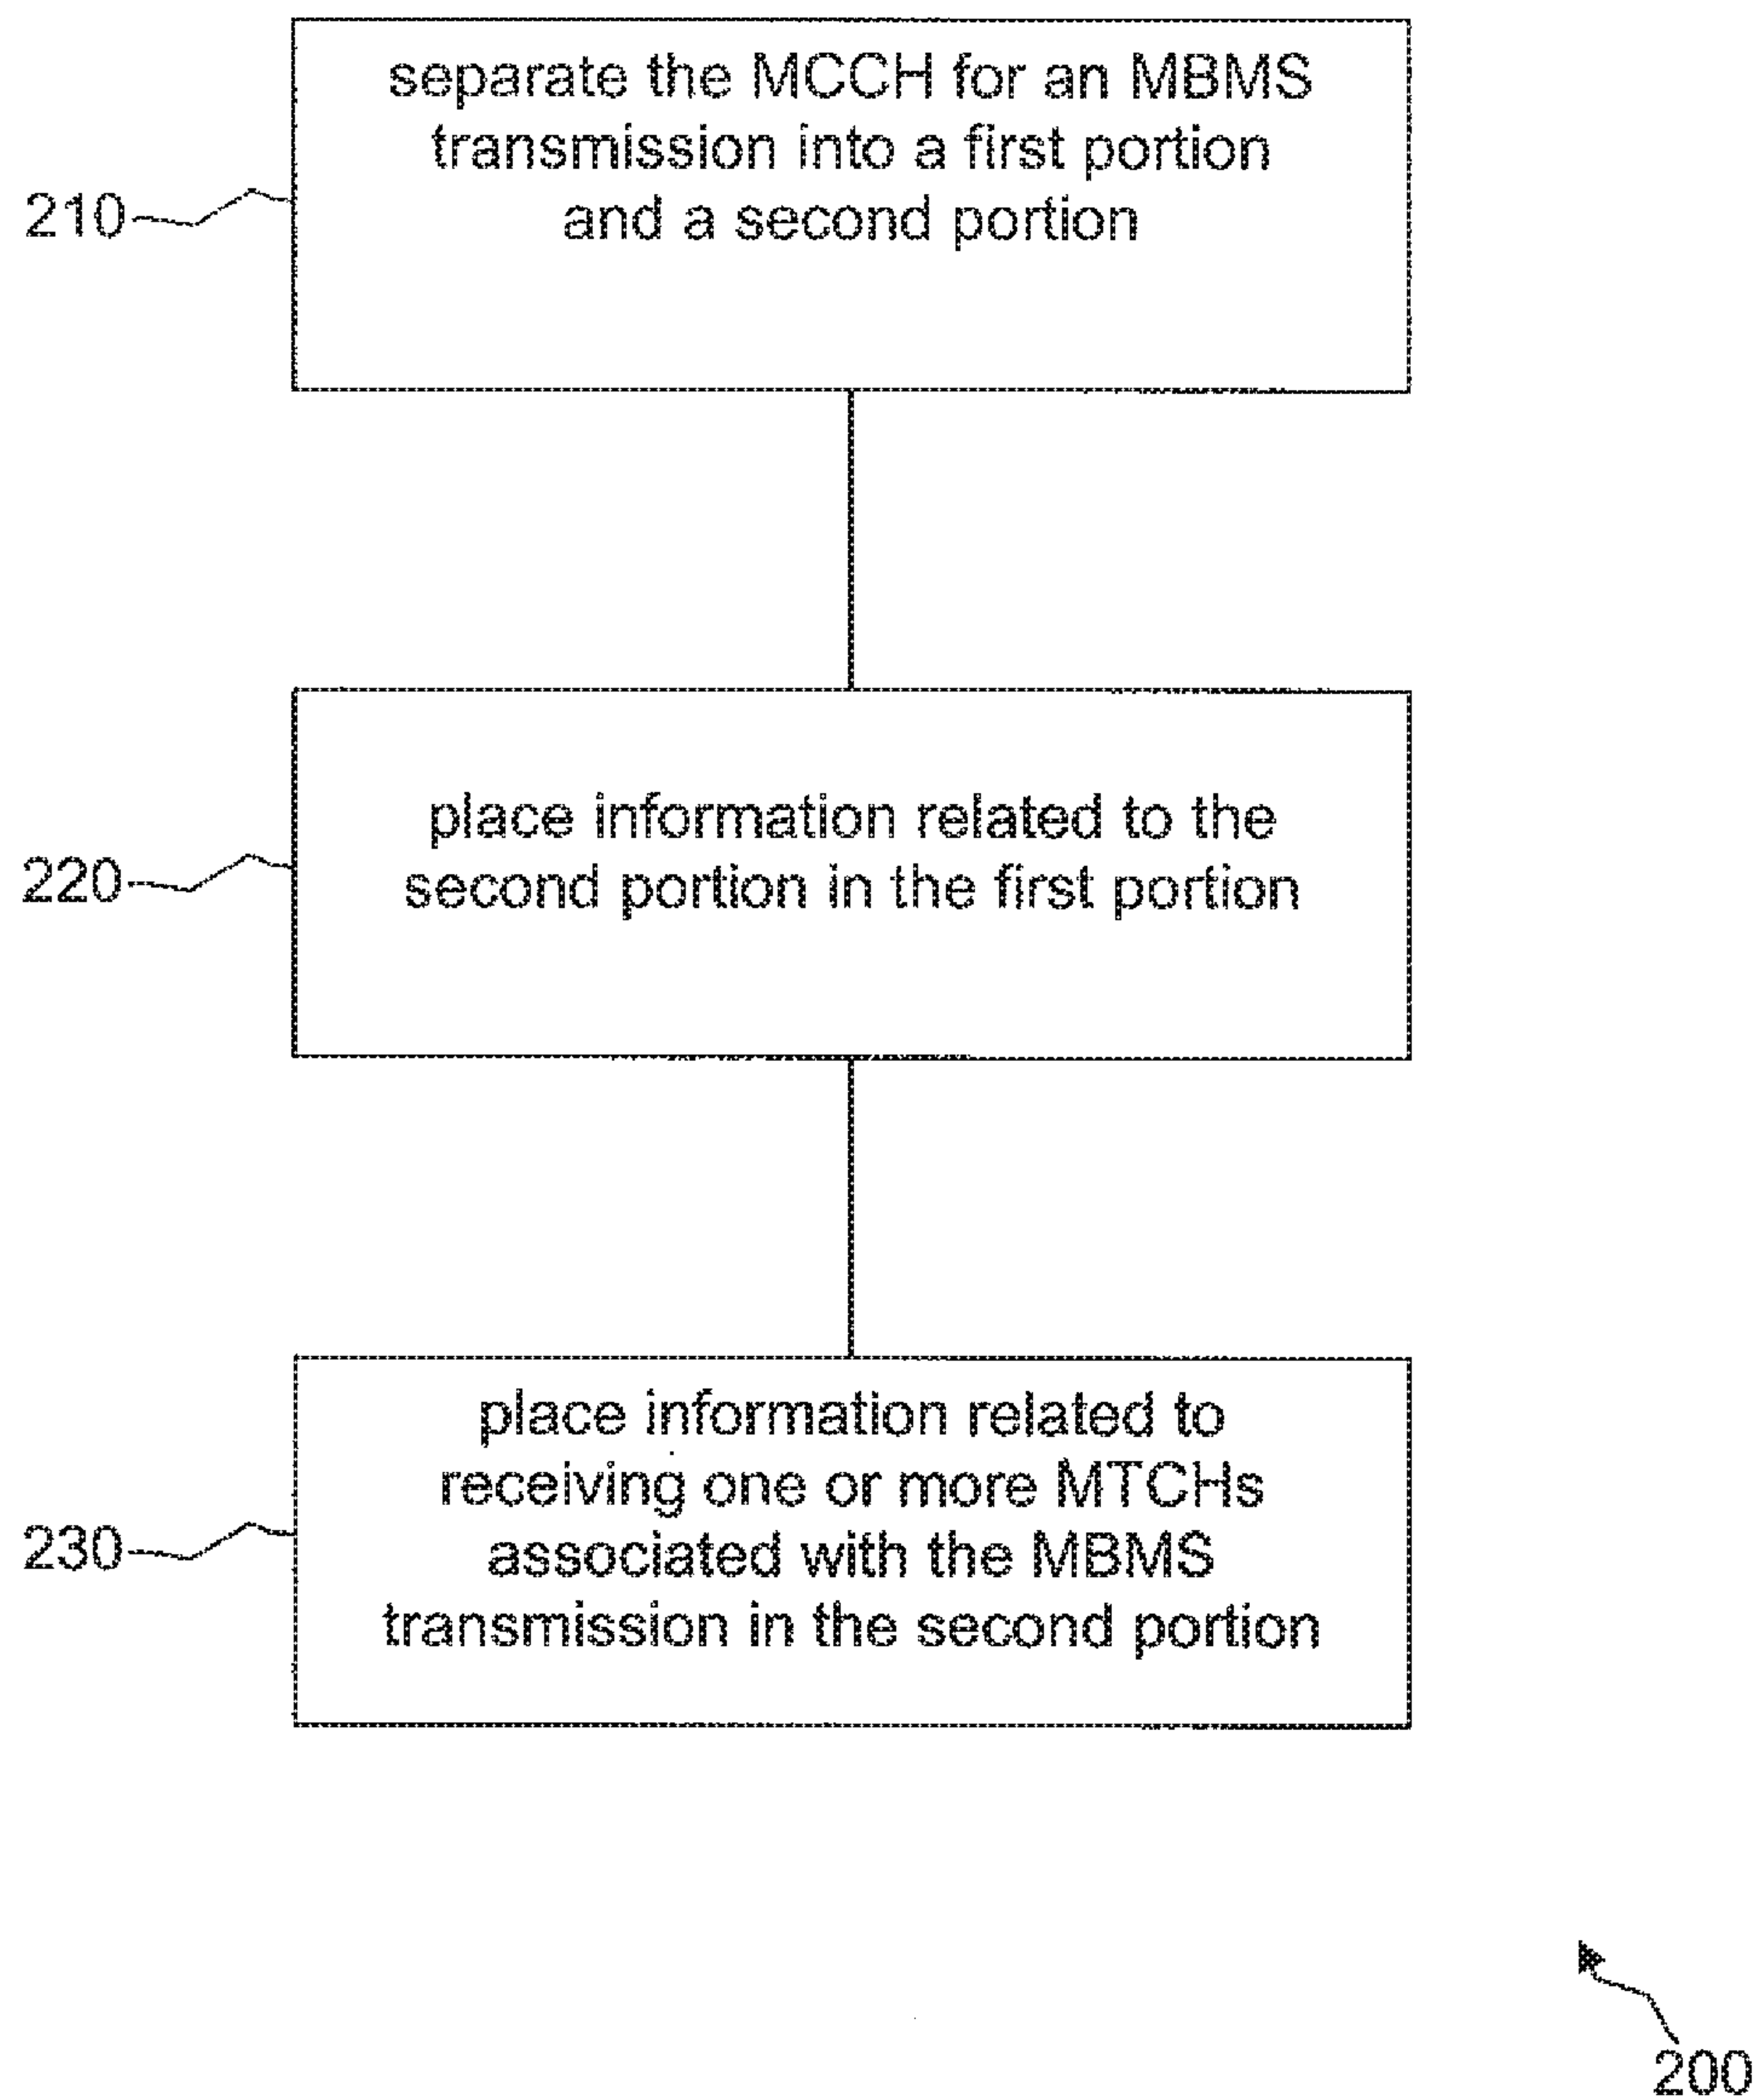 separate the MCCH for an MBMS
transmission into a first portion
and a second portion
210
place information related to the
second portion in the first portion
220
place information related to
receiving one or more MTCHs
associated with the MBMS
transmission in the second portion
230
200